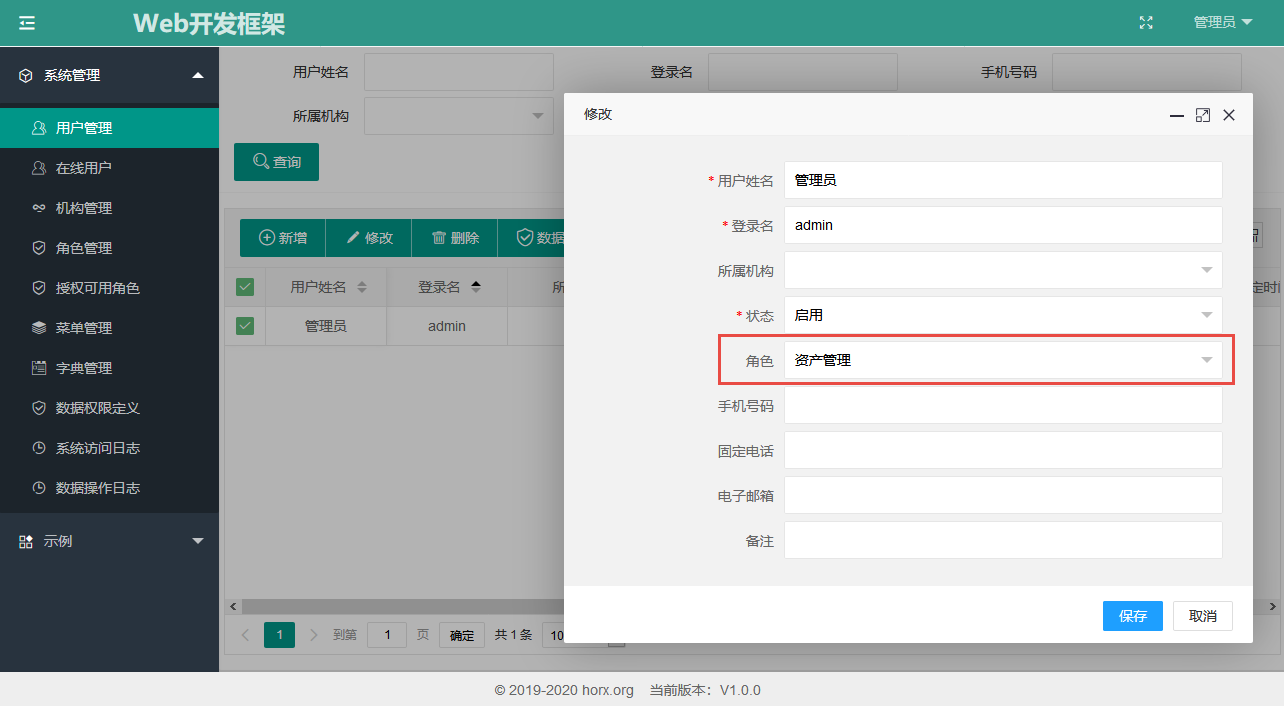 Web开发框架
管理员
系统管理
用户管理
在线用户
机构管理
角色管理
授权可用角色
菜单管理
字典管理
数据权限定义
系统访问日志
数据操作日志
示例
用户姓名 登录名 手机号码
所属机构
查询
新增 修改 删除 数据
用户姓名 登录名 所 定时
管理员 admin
1 到第 1 页 确定 共 1 条 10
修改
* 用户姓名 管理员
* 登录名 admin
所属机构
* 状态 启用
角色 资产管理
手机号码
固定电话
电子邮箱
备注
保存 取消
© 2019-2020 horx.org 当前版本：V1.0.0